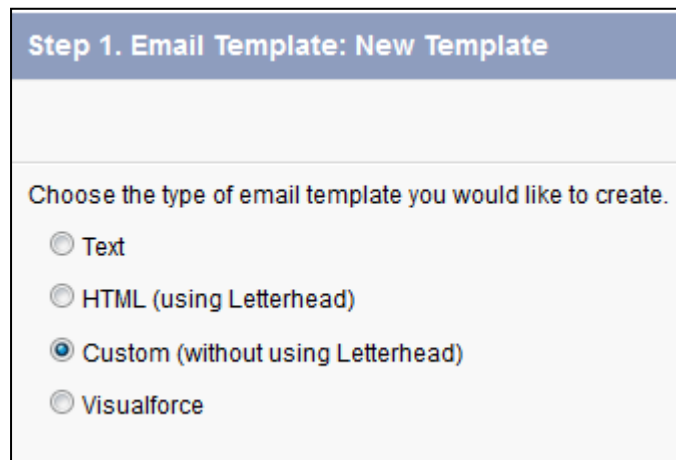 Step 1. Email Template: New Template
Choose the type of email template you would like to create.
Text
HTML (using Letterhead)
Custom (without using Letterhead)
Visualforce